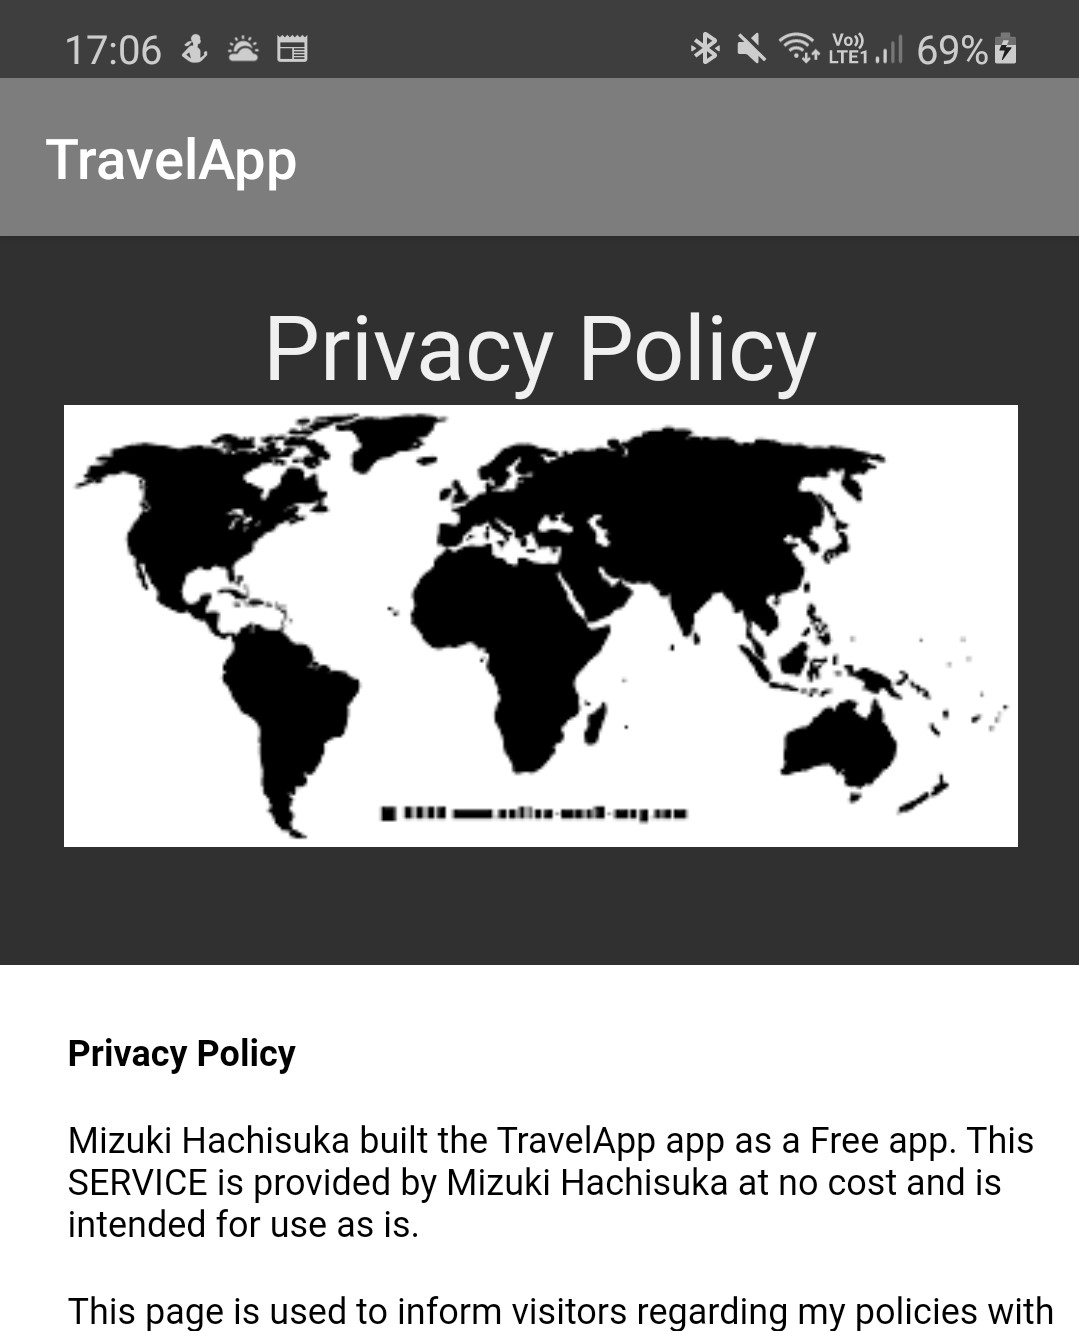 17:06 Vo)) LTE1 69%
TravelApp
Privacy Policy
Privacy Policy
Mizuki Hachisuka built the TravelApp app as a Free app. This
SERVICE is provided by Mizuki Hachisuka at no cost and is
intended for use as is.
This page is used to inform visitors regarding my policies with